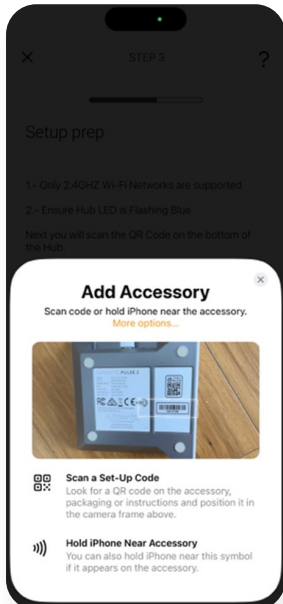 STEP 3
?
Setup prep
1.- Only 2.4GHZ Wi-Fi Networks are supported
2.- Ensure Hub LED is Flashing Blue
Next you will scan the QR Code on the bottom of
the Hub.
Add Accessory
Scan code or hold iPhone near the accessory.
More options...
PULSE 2
Scan a Set-Up Code
Look for a QR code on the accessory,
packaging or instructions and position it in
the camera frame above.
Hold iPhone Near Accessory
You can also hold iPhone near this symbol
if it appears on the accessory.